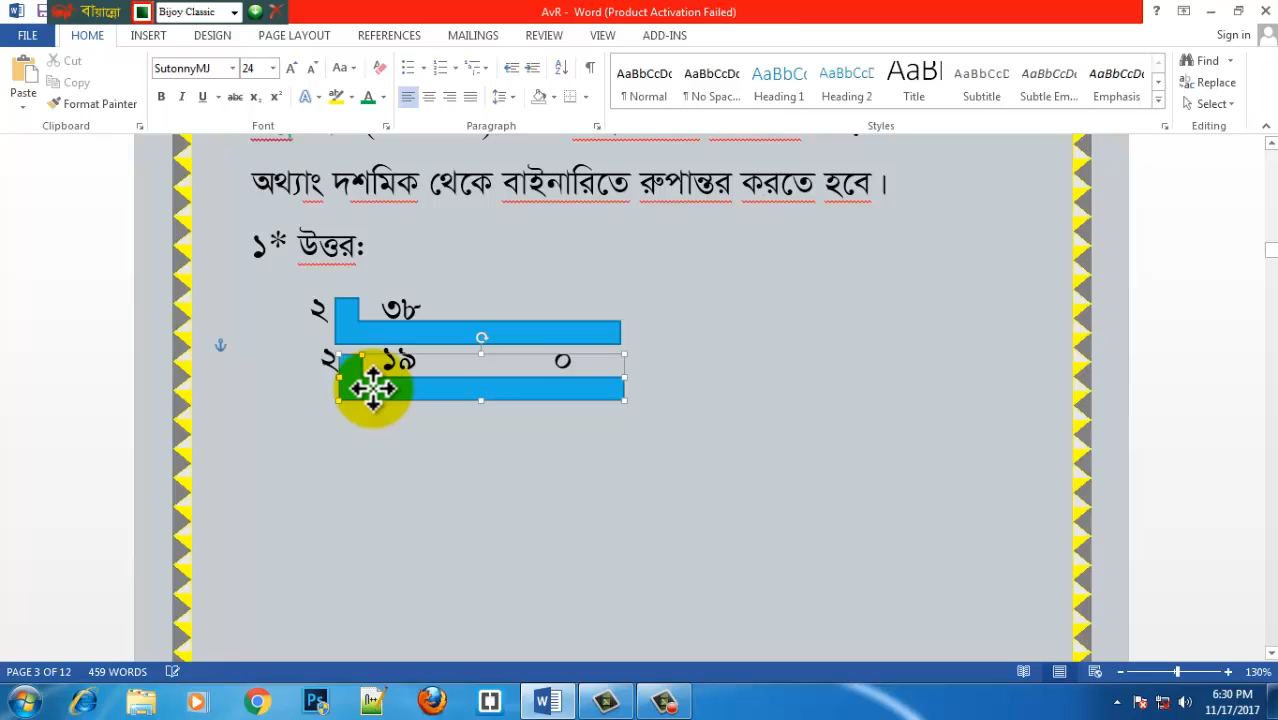 বায়ান্নো Bijoy Classic AvR - Word (Product Activation Failed)
FILE HOME INSERT DESIGN PAGE LAYOUT REFERENCES MAILINGS REVIEW VIEW ADD-INS Sign in
Paste Cut Copy Format Painter
SutonnyMJ 24
AaBbCcDc AaBbCcDc AaBbCc AaBbCcD AaBl AaBbCcD AaBbCcDc AaBbCcDc
¶ Normal ¶ No Spac... Heading 1 Heading 2 Title Subtitle Subtle Em... Emphasis
Find Replace Select
Clipboard Font Paragraph Styles Editing
অথ্যাং দশমিক থেকে বাইনারিতে রুপান্তর করতে হবে।
১* উত্তর:
২ ৩৮
২ ১৯ ০
PAGE 3 OF 12 459 WORDS 130%
6:30 PM
11/17/2017